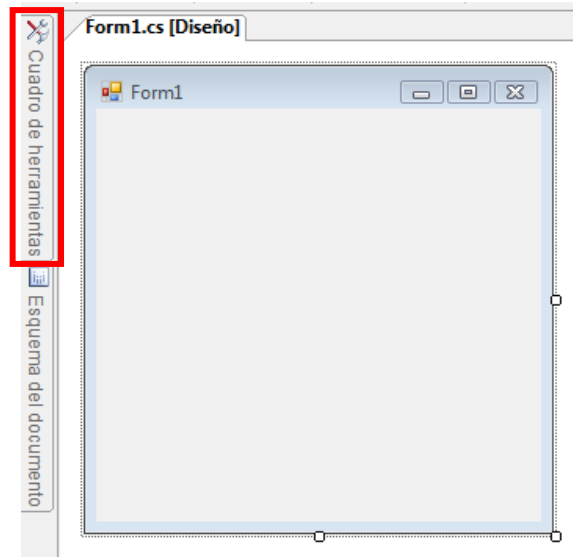 Form1.cs [Diseño]
Cuadro de herramientas
Form1
Esquema del documento